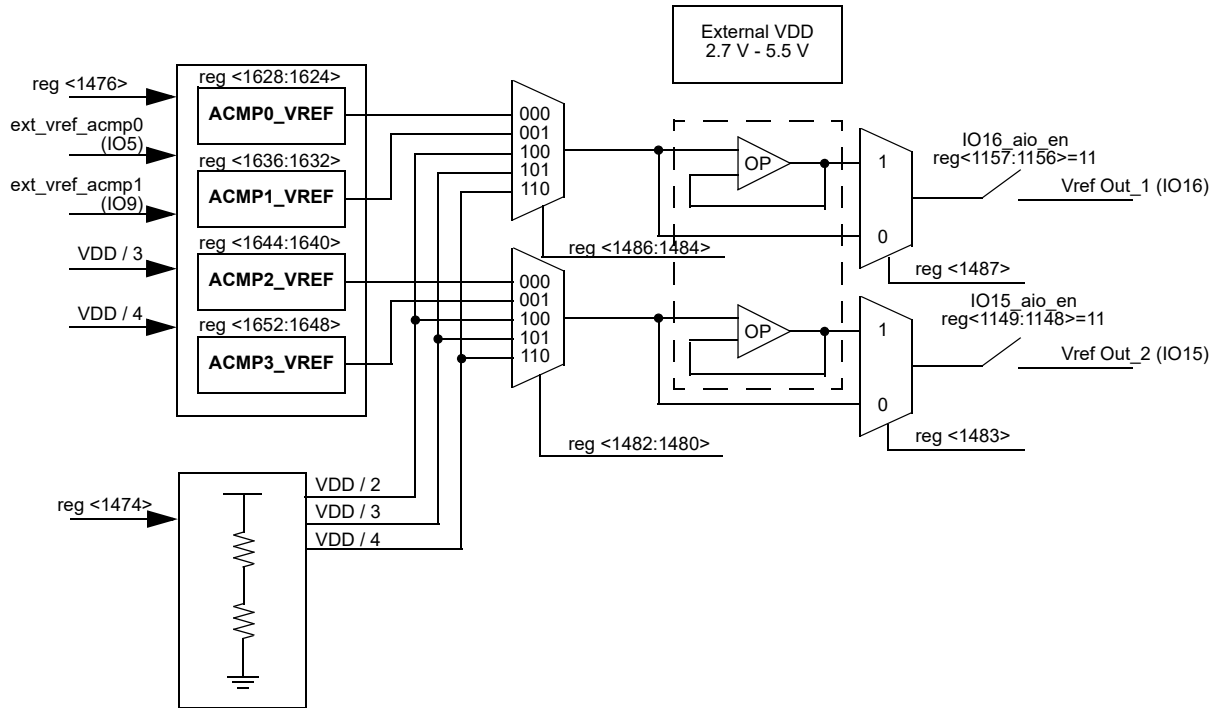 External VDD
2.7 V - 5.5 V
reg <1476>
ext_vref_acmp0
(IO5)
ext_vref_acmp1
(IO9)
VDD / 3
VDD / 4
reg <1628:1624>
ACMP0_VREF
reg <1636:1632>
ACMP1_VREF
reg <1644:1640>
ACMP2_VREF
reg <1652:1648>
ACMP3_VREF
000
001
100
101
110
reg <1486:1484>
000
001
100
101
110
reg <1482:1480>
OP
OP
1
0
reg <1487>
IO16_aio_en
reg<1157:1156>=11
Vref Out_1 (IO16)
1
0
reg <1483>
IO15_aio_en
reg<1149:1148>=11
Vref Out_2 (IO15)
reg <1474>
VDD / 2
VDD / 3
VDD / 4